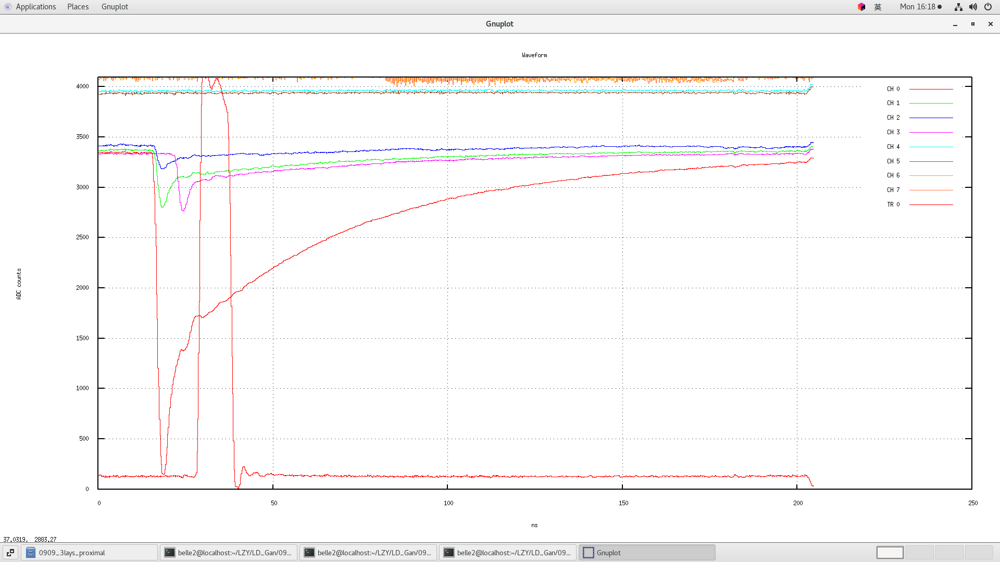 Applications Places Gnuplot 英 Mon 16:18
Gnuplot
Waveform
4000
3500
3000
2500
2000
1500
1000
500
0
ADC counts
CH 0
CH 1
CH 2
CH 3
CH 4
CH 5
CH 6
CH 7
TR 0
0 50 100 150 200 250
ns
37.0319, 2883.27
0909_3lays_proximal belle2@localhost:~/LZY/LD_Gan/09... belle2@localhost:~/LZY/LD_Gan/09... belle2@localhost:~/LZY/LD_Gan/09... Gnuplot